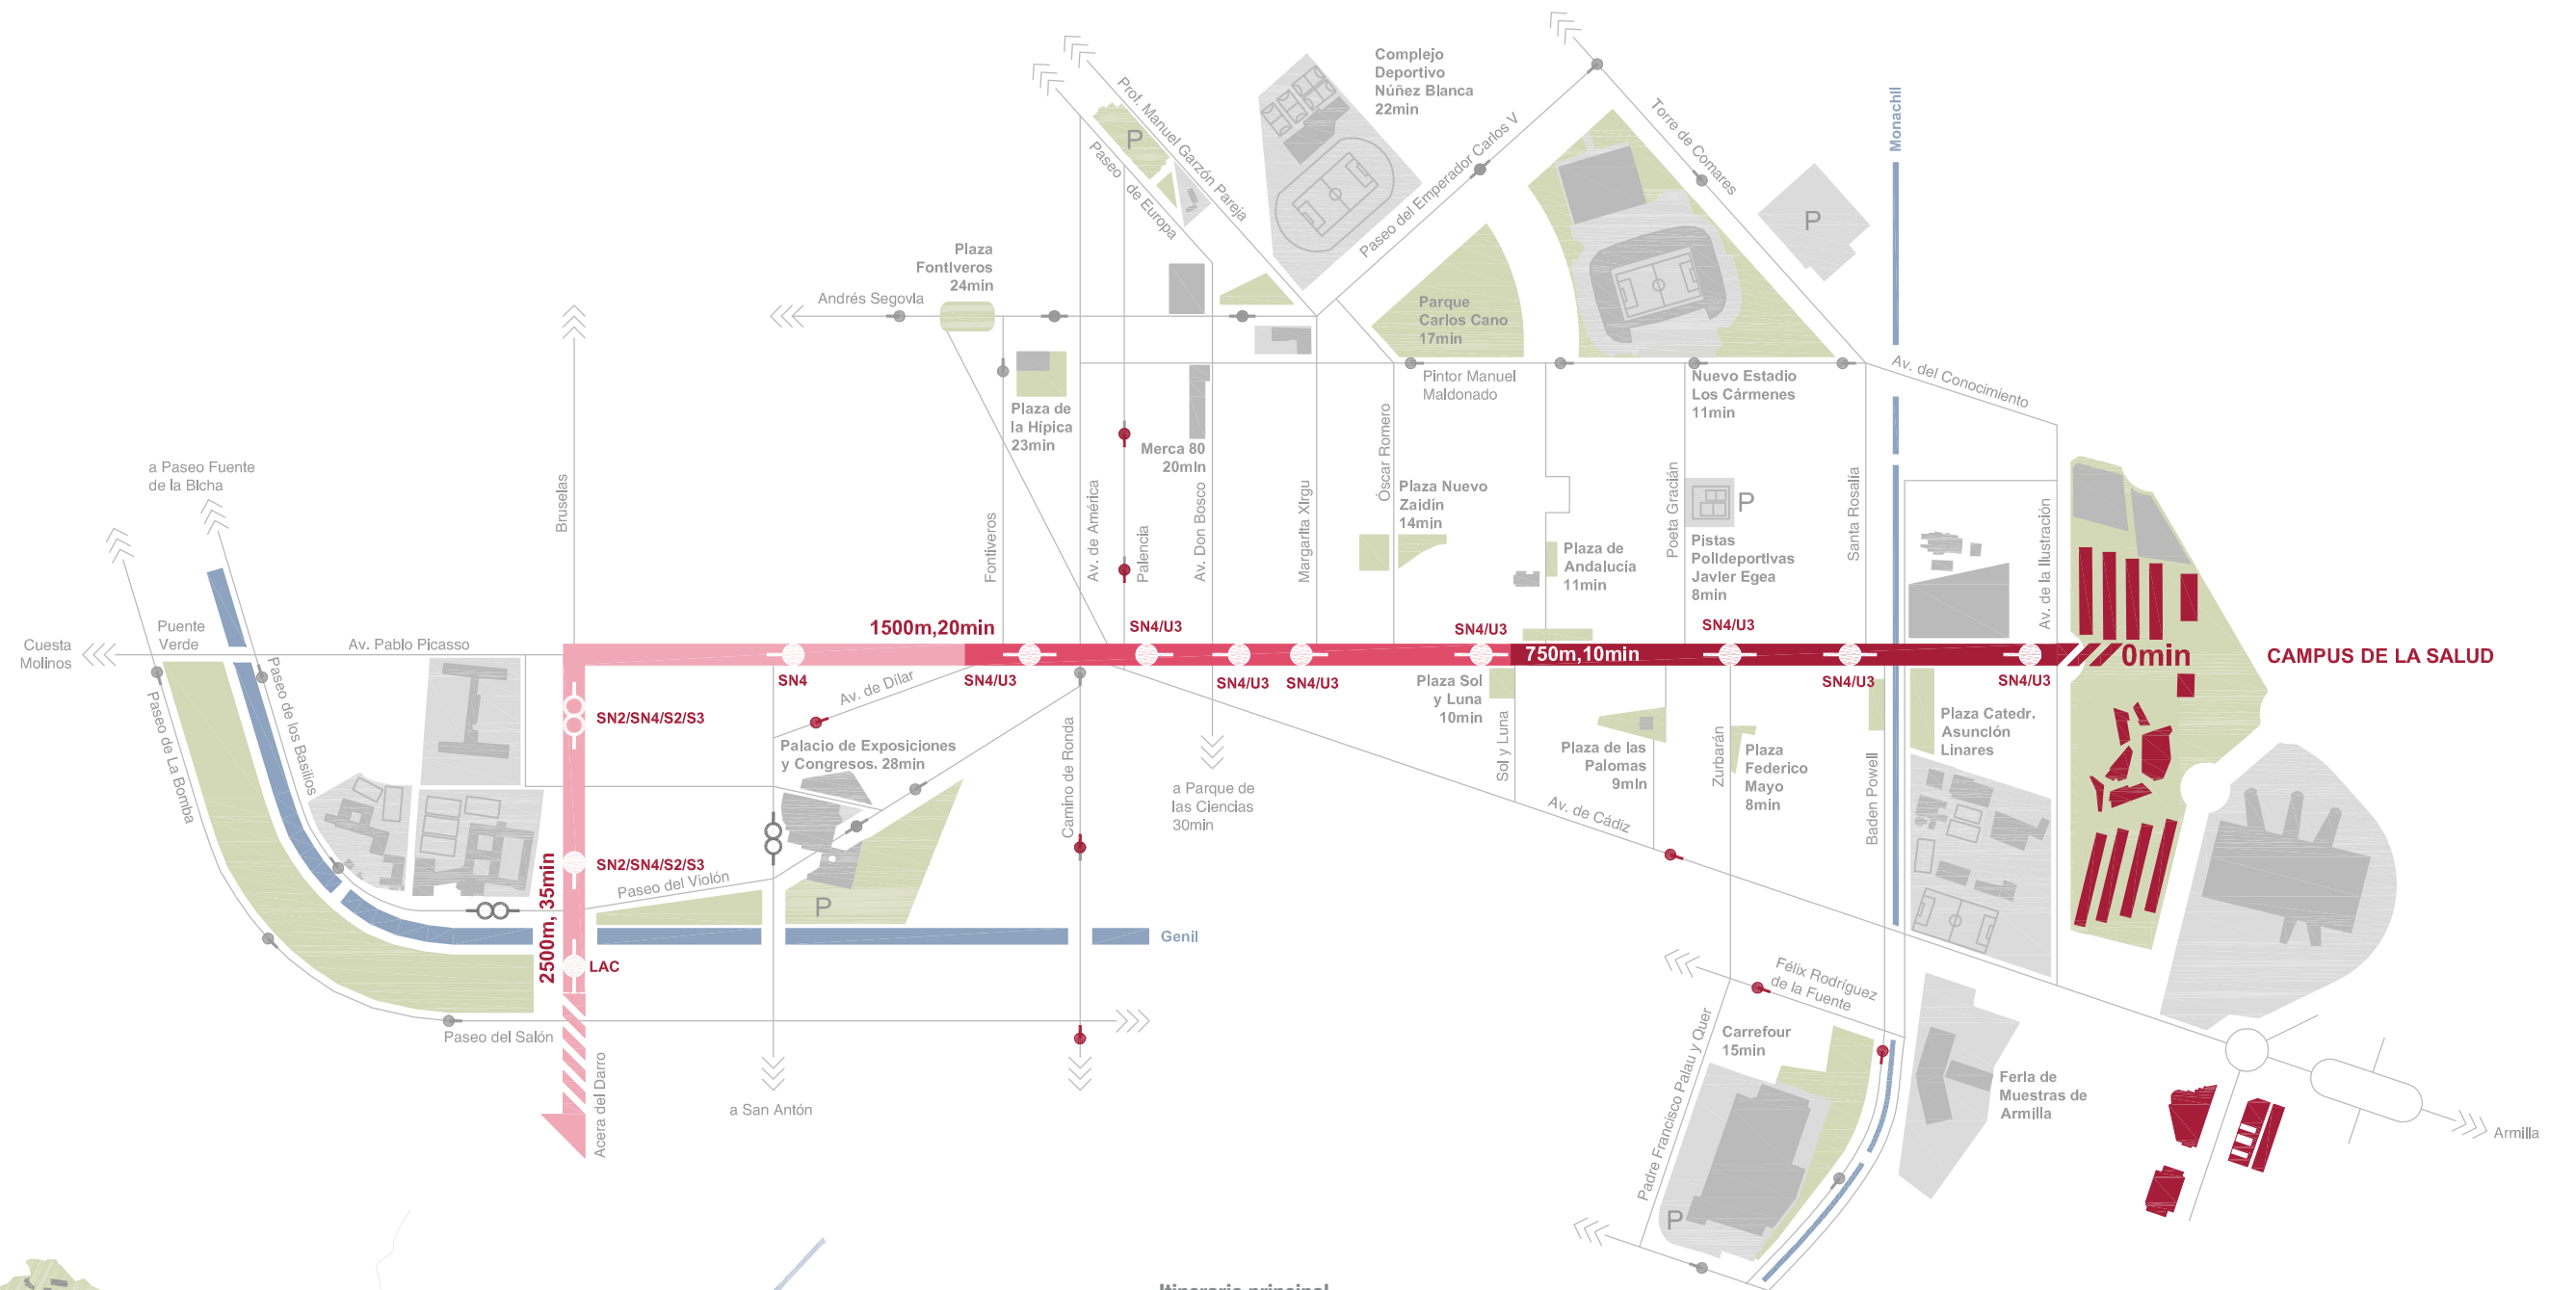 Complejo
Deportivo
Núñez Blanca
22min
Prof. Manuel Garzón Pareja
Paseo de Europa
P
Paseo del Emperador Carlos V
Torre de Comares
Monachil
P
Plaza
Fontiveros
24min
Andrés Segovia
Parque
Carlos Cano
17min
Pintor Manuel
Maldonado
Nuevo Estadio
Los Cármenes
11min
Av. del Conocimiento
Plaza de
la Hípica
23min
Merca 80
20min
a Paseo Fuente
de la Bicha
Bruselas
Fontiveros
Av. de América
Palencia
Av. Don Bosco
Margarita Xirgu
Óscar Romero
Plaza Nuevo
Zaidín
14min
Plaza de
Andalucía
11min
Poeta Gracián
P
Pistas
Polideportivas
Javier Egea
8min
Santa Rosalía
Av. de la Ilustración
Cuesta
Molinos
Puente
Verde
Av. Pablo Picasso
1500m,20min
SN4/U3
SN4/U3
SN4/U3
750m,10min
0min
CAMPUS DE LA SALUD
SN4
SN4/U3
SN4/U3
SN4/U3
SN4/U3
SN4/U3
Paseo de La Bomba
Paseo de los Basilios
SN2/SN4/S2/S3
Av. de Dílar
Palacio de Exposiciones
y Congresos. 28min
Camino de Ronda
a Parque de
las Ciencias
30min
Plaza Sol
y Luna
10min
Sol y Luna
Plaza de las
Palomas
9min
Zurbarán
Plaza
Federico
Mayo
8min
Baden Powell
Plaza Catedr.
Asunción
Linares
Av. de Cádiz
SN2/SN4/S2/S3
Paseo del Violón
P
2500m, 35min
Genil
LAC
Paseo del Salón
Acera del Darro
a San Antón
Félix Rodríguez
de la Fuente
Padre Francisco Palau y Quer
Carrefour
15min
P
Feria de
Muestras de
Armilla
Armilla
Itinerario principal